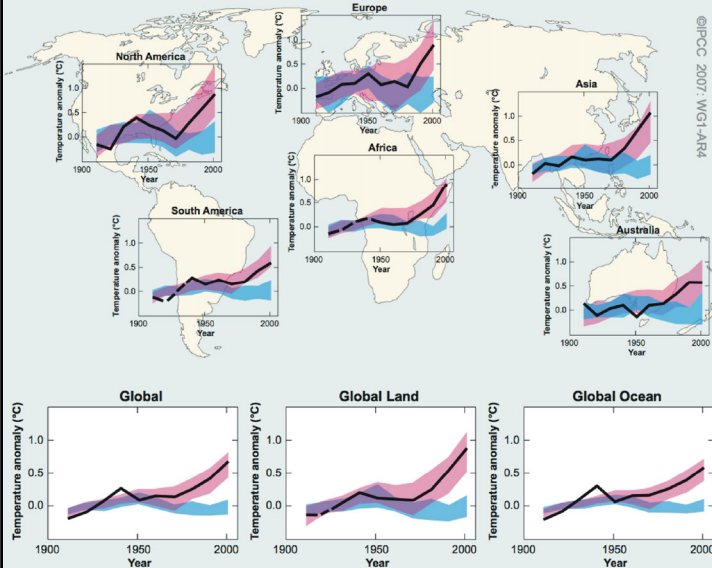 Europe
Temperature anomaly (°C)
1.0
0.5
0.0
1900
1950
2000
Year
North America
Temperature anomaly (°C)
1.0
0.5
0.0
1900
1950
2000
Year
Asia
Temperature anomaly (°C)
1.0
0.5
0.0
1900
1950
2000
Year
Africa
Temperature anomaly (°C)
1.0
0.5
0.0
1900
1950
2000
Year
South America
Temperature anomaly (°C)
1.0
0.5
0.0
1900
1950
2000
Year
Australia
Temperature anomaly (°C)
1.0
0.5
0.0
1900
1950
2000
Year
©IPCC 2007: WG1-AR4
Global
Temperature anomaly (°C)
1.0
0.5
0.0
1900
1950
2000
Year
Global Land
Temperature anomaly (°C)
1.0
0.5
0.0
1900
1950
2000
Year
Global Ocean
Temperature anomaly (°C)
1.0
0.5
0.0
1900
1950
2000
Year